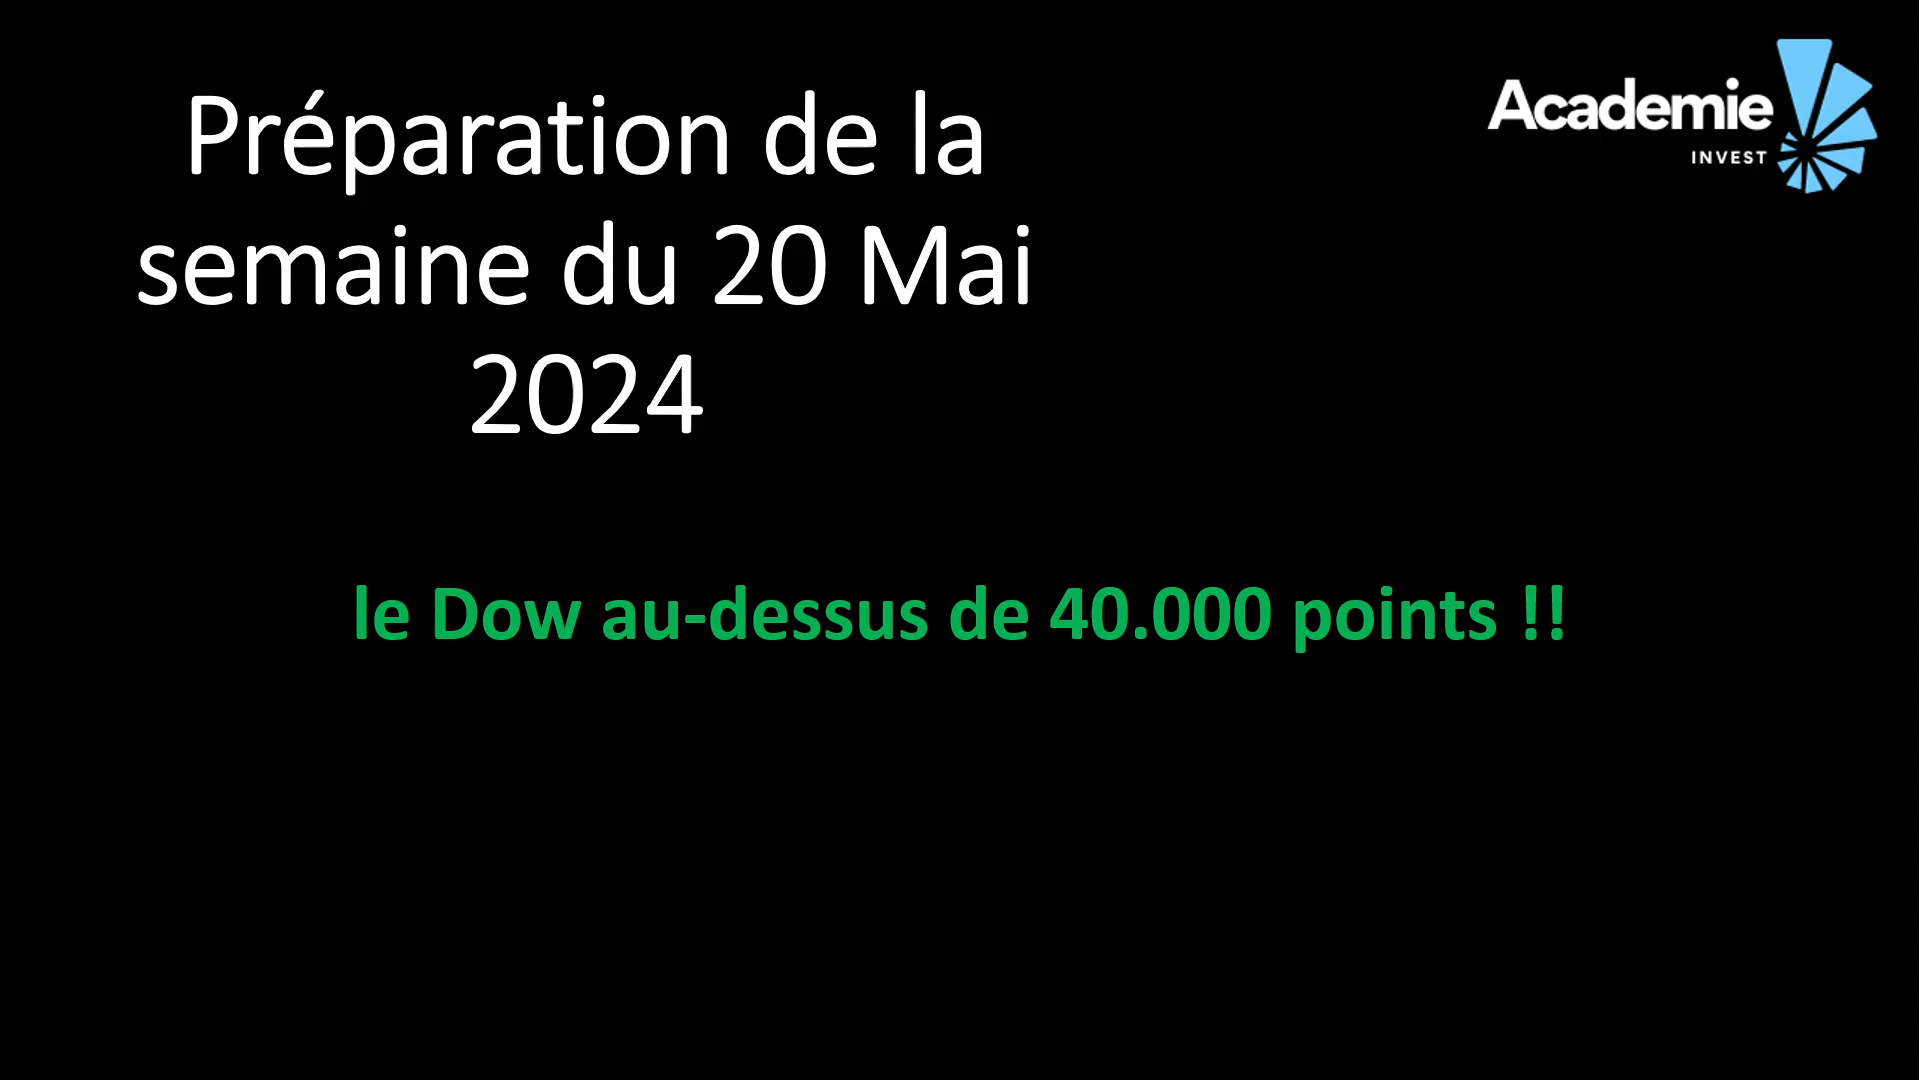 Préparation de la
semaine du 20 Mai
2024
Academie
INVEST
le Dow au-dessus de 40.000 points !!